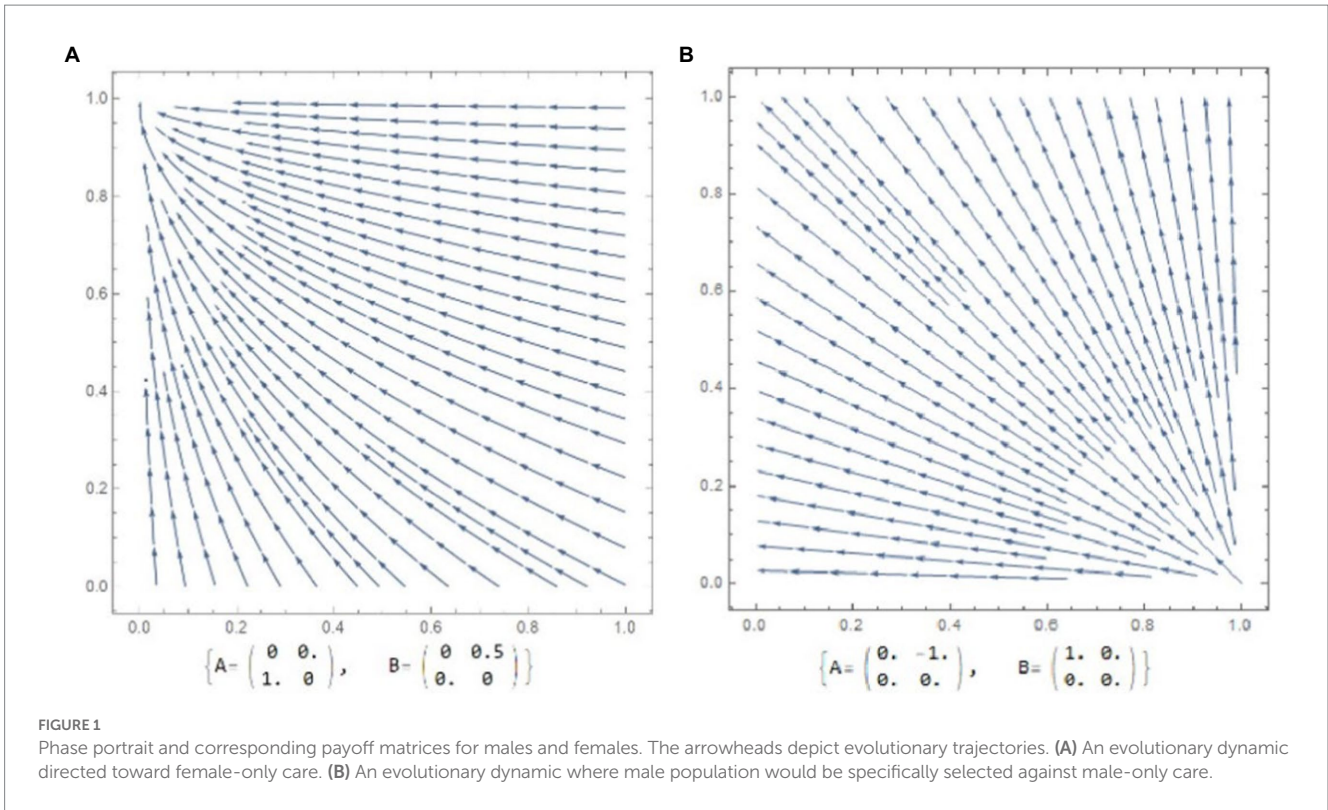 A
B
1.0
0.8
0.6
0.4
0.2
0.0
0.0 0.2 0.4 0.6 0.8 1.0
1.0
0.8
0.6
0.4
0.2
0.0
0.0 0.2 0.4 0.6 0.8 1.0
{A= ( 0 0.
1. 0 ), B= ( 0 0.5
0. 0 )}
{A= ( 0. -1.
0. 0. ), B= ( 1. 0.
0. 0. )}
FIGURE 1
Phase portrait and corresponding payoff matrices for males and females. The arrowheads depict evolutionary trajectories. (A) An evolutionary dynamic
directed toward female-only care. (B) An evolutionary dynamic where male population would be specifically selected against male-only care.